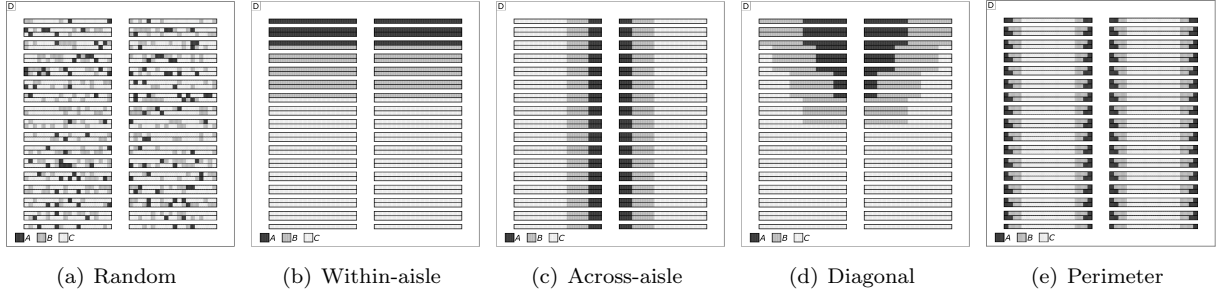 D D D D D
A B C A B C A B C A B C A B C
(a) Random (b) Within-aisle (c) Across-aisle (d) Diagonal (e) Perimeter